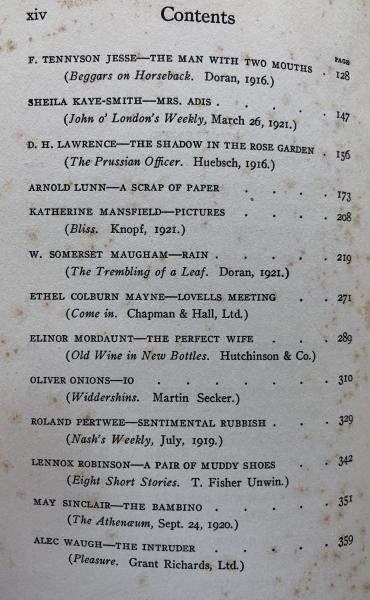 xiv Contents
PAGE
F. TENNYSON JESSE—THE MAN WITH TWO MOUTHS . 128
(Beggars on Horseback. Doran, 1916.)
SHEILA KAYE-SMITH—MRS. ADIS . . . . 147
(John o' London's Weekly, March 26, 1921.)
D. H. LAWRENCE—THE SHADOW IN THE ROSE GARDEN . 156
(The Prussian Officer. Huebsch, 1916.)
ARNOLD LUNN—A SCRAP OF PAPER . . . . 173
KATHERINE MANSFIELD—PICTURES . . . . 208
(Bliss. Knopf, 1921.)
W. SOMERSET MAUGHAM—RAIN . . . . . 219
(The Trembling of a Leaf. Doran, 1921.)
ETHEL COLBURN MAYNE—LOVELLS MEETING . . 271
(Come in. Chapman & Hall, Ltd.)
ELINOR MORDAUNT—THE PERFECT WIFE . . . 289
(Old Wine in New Bottles. Hutchinson & Co.)
OLIVER ONIONS—IO . . . . . . . 310
(Widdershins. Martin Secker.)
ROLAND PERTWEE—SENTIMENTAL RUBBISH . . . 329
(Nash's Weekly, July, 1919.)
LENNOX ROBINSON—A PAIR OF MUDDY SHOES . . 342
(Eight Short Stories. T. Fisher Unwin.)
MAY SINCLAIR—THE BAMBINO . . . . . 351
(The Athenæum, Sept. 24, 1920.)
ALEC WAUGH—THE INTRUDER . . . . . 359
(Pleasure. Grant Richards, Ltd.)